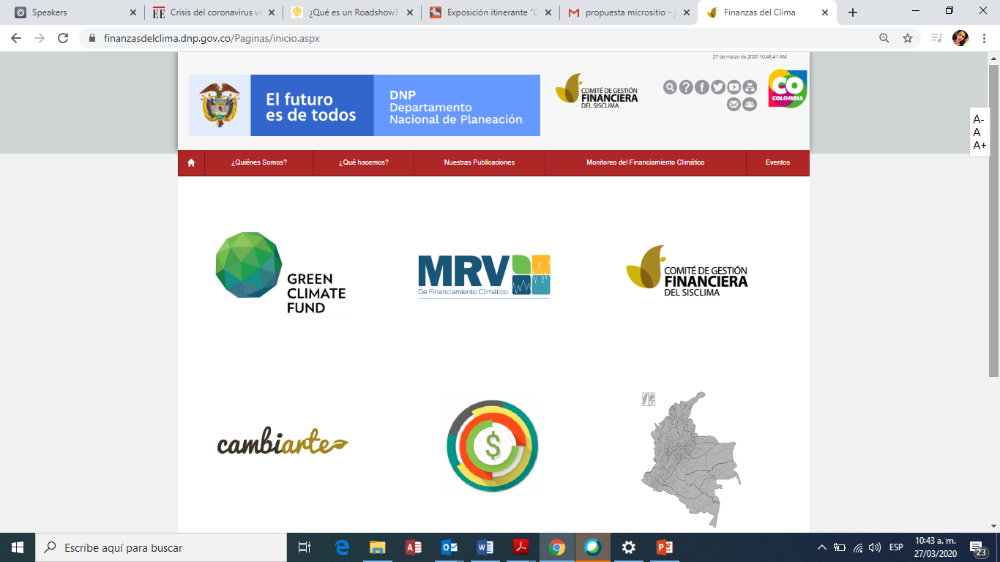 Speakers
Crisis del coronavirus vs
¿Qué es un Roadshow?
Exposición itinerante "C
propuesta micrositio - j
Finanzas del Clima
finanzasdelclima.dnp.gov.co/Paginas/inicio.aspx
27 de marzo de 2020 10:48:41 AM
El futuro
es de todos
DNP
Departamento
Nacional de Planeación
COMITÉ DE GESTIÓN
FINANCIERA
DEL SISCLIMA
CO
COLOMBIA
A-
A
A+
¿Quiénes Somos?
¿Qué hacemos?
Nuestras Publicaciones
Monitoreo del Financiamiento Climático
Eventos
GREEN
CLIMATE
FUND
MRV
De Financiamiento Climático
COMITÉ DE GESTIÓN
FINANCIERA
DEL SISCLIMA
cambiarte
$
Escribe aquí para buscar
ESP
10:43 a. m.
27/03/2020
23